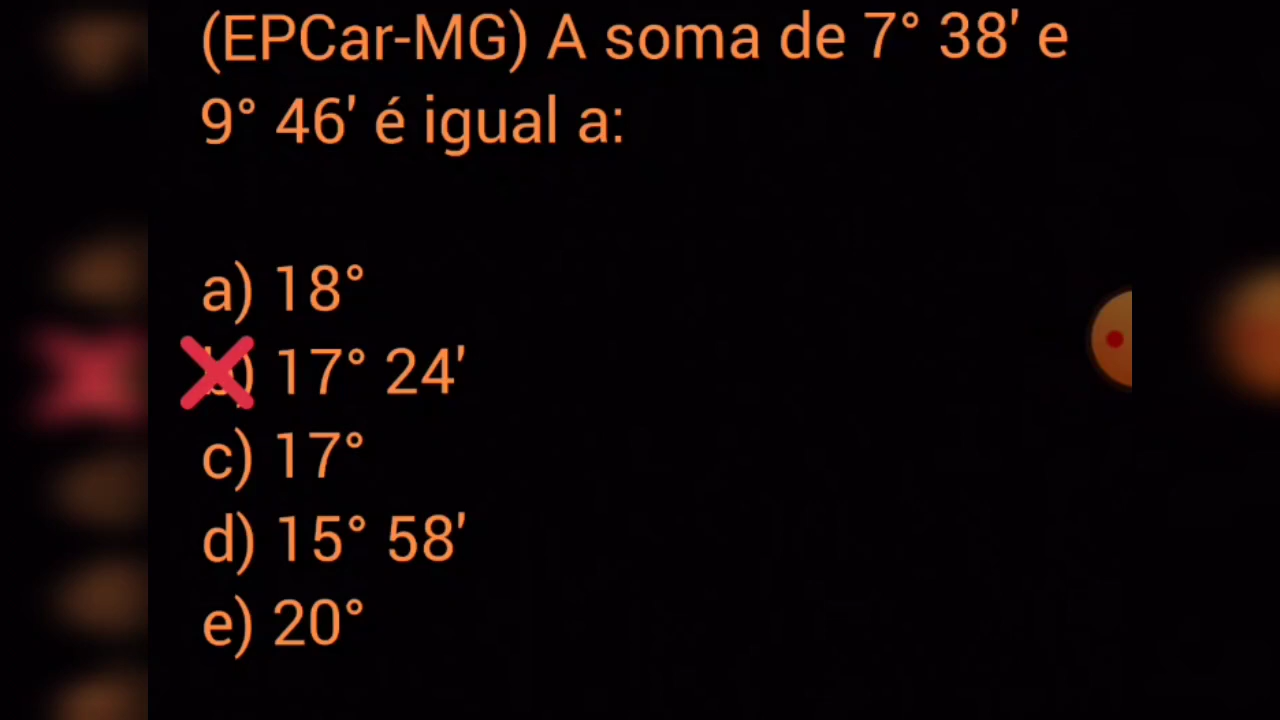 (EPCar-MG) A soma de 7° 38' e
9° 46' é igual a:
a) 18°
b) 17° 24'
c) 17°
d) 15° 58'
e) 20°